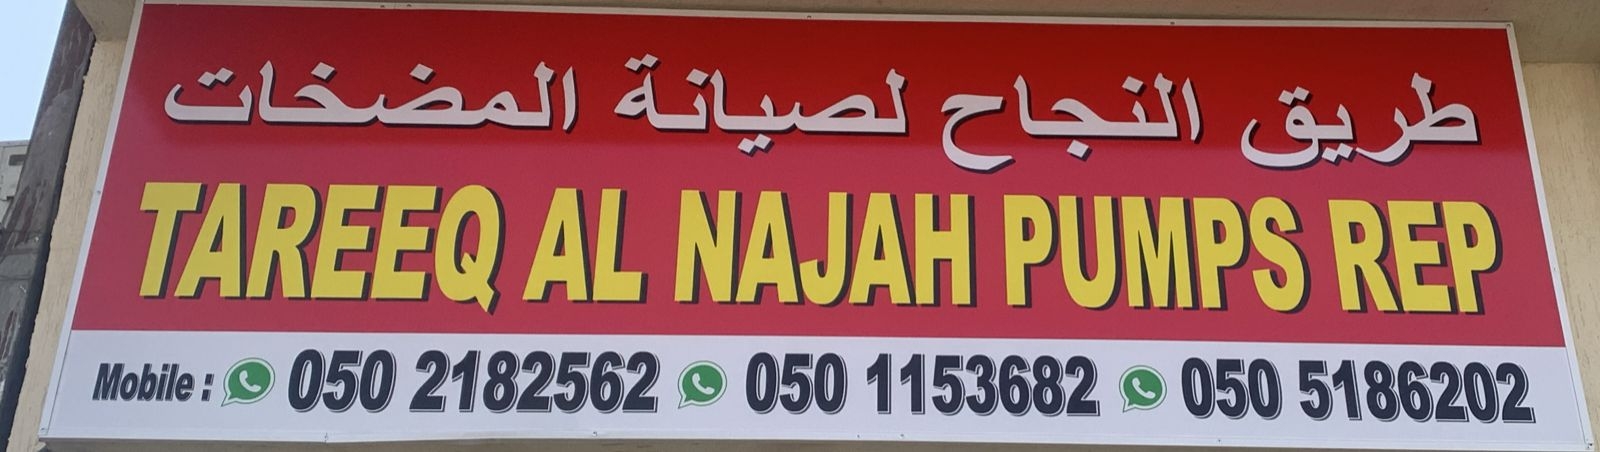 طريق النجاح لصيانة المضخات
TAREEQ AL NAJAH PUMPS REP
Mobile : 050 2182562 050 1153682 050 5186202